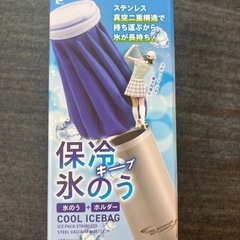 ステンレス
真空二重構造で
持ち運ぶから
氷が長持ち!
保冷
キープ
氷のう
氷のう + ホルダー
COOL ICEBAG
ICE PACK STAINLESS
STEEL VACUUM BOTTLE